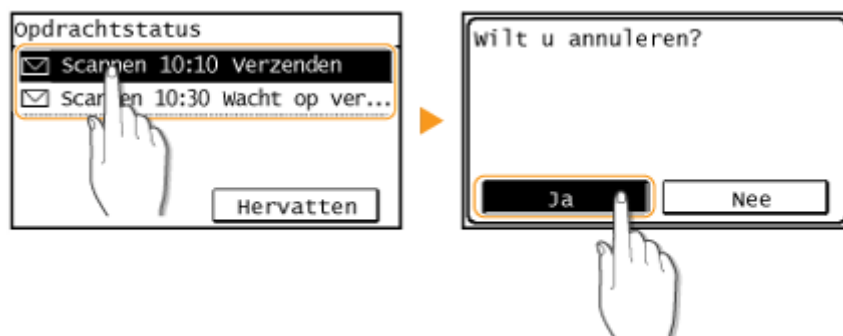 Opdrachtstatus
Scannen 10:10 Verzenden
Scannen 10:30 Wacht op ver...
Hervatten
Wilt u annuleren?
Ja
Nee